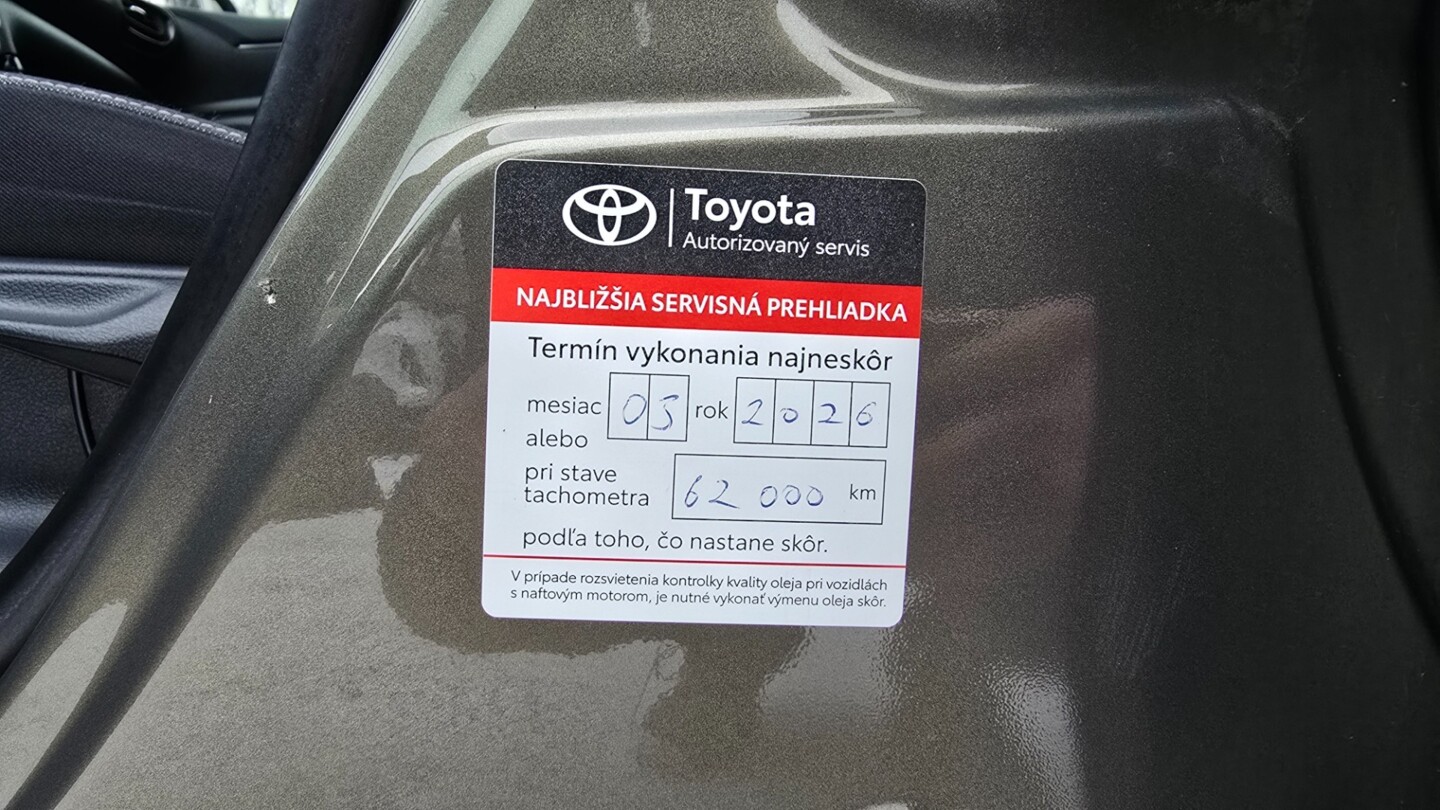 Toyota
Autorizovaný servis
NAJBLIŽŠIA SERVISNÁ PREHLIADKA
Termín vykonania najneskôr
mesiac 03 rok 2026
alebo
pri stave
tachometra 62 000 km
podľa toho, čo nastane skôr.
V prípade rozsvietenia kontrolky kvality oleja pri vozidlách
s naftovým motorom, je nutné vykonať výmenu oleja skôr.